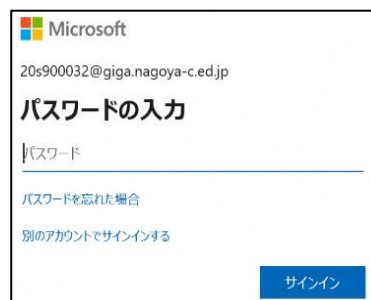 Microsoft
20s900032@giga.nagoya-c.ed.jp
パスワードの入力
パスワード
パスワードを忘れた場合
別のアカウントでサインインする
サインイン